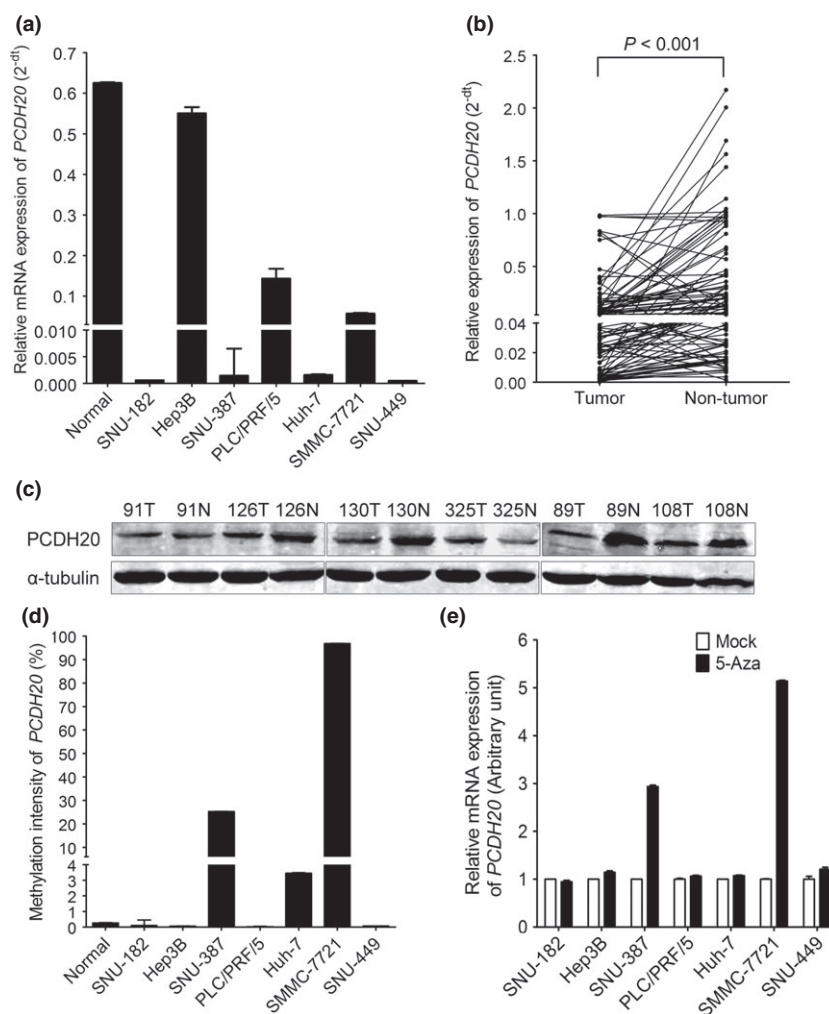 (a)
Relative mRNA expression of PCDH20 (2^-dt)
0.7
0.6
0.5
0.4
0.3
0.2
0.1
0.010
0.005
0.000
Normal
SNU-182
Hep3B
SNU-387
PLC/PRF/5
Huh-7
SMMC-7721
SNU-449
(b)
P < 0.001
Relative expression of PCDH20 (2^-dt)
2.5
2.0
1.5
1.0
0.5
0.04
0.02
0.00
Tumor Non-tumor
(c)
91T 91N 126T 126N 130T 130N 325T 325N 89T 89N 108T 108N
PCDH20
α-tubulin
(d)
Methylation intensity of PCDH20 (%)
100
90
80
70
60
50
40
30
20
10
4
3
2
1
0
Normal
SNU-182
Hep3B
SNU-387
PLC/PRF/5
Huh-7
SMMC-7721
SNU-449
(e)
Mock
5-Aza
Relative mRNA expression
of PCDH20 (Arbitrary unit)
6
5
4
3
2
1
0
SNU-182
Hep3B
SNU-387
PLC/PRF/5
Huh-7
SMMC-7721
SNU-449